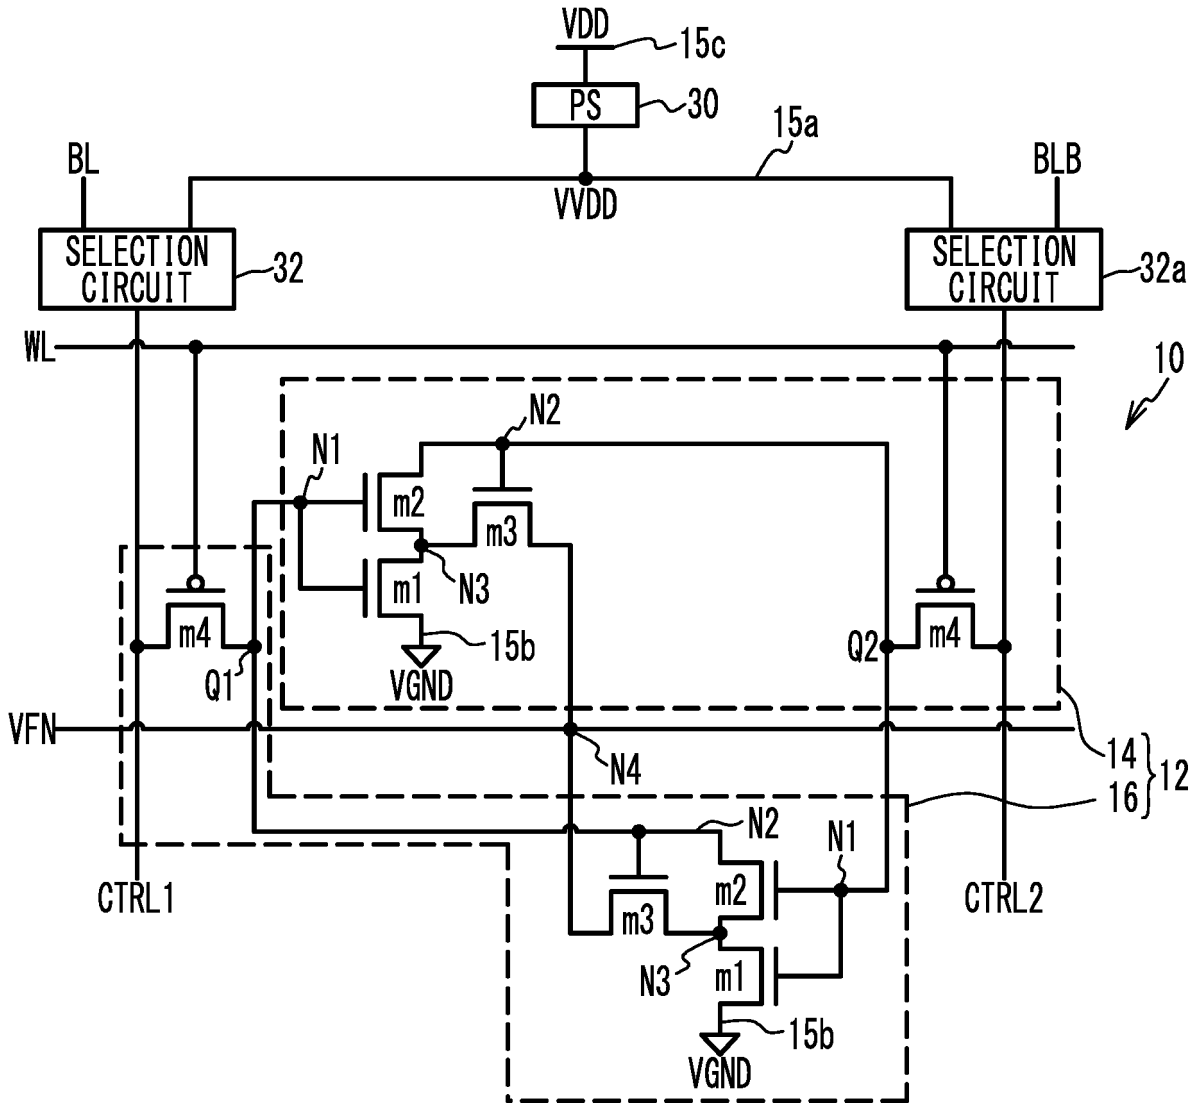 VDD
15c
PS
30
15a
BL
BLB
VVDD
SELECTION
CIRCUIT
32
SELECTION
CIRCUIT
32a
WL
10
N2
N1
m2
m3
N3
m1
m4
15b
Q1
VGND
Q2
m4
VFN
N4
14
12
16
N2
N1
CTRL1
CTRL2
m2
m3
N3
m1
15b
VGND